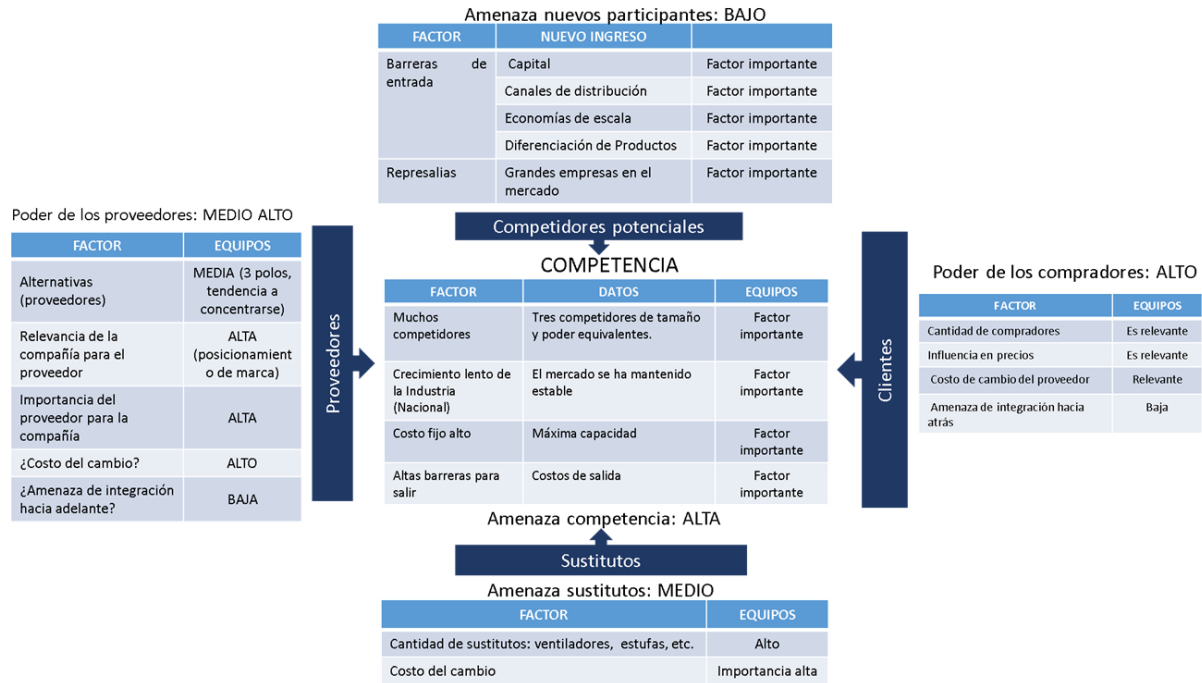 Amenaza nuevos participantes: BAJO
FACTOR NUEVO INGRESO
Barreras de entrada Capital Factor importante
Canales de distribución Factor importante
Economías de escala Factor importante
Diferenciación de Productos Factor importante
Represalias Grandes empresas en el mercado Factor importante
Competidores potenciales
Poder de los proveedores: MEDIO ALTO
FACTOR EQUIPOS
Alternativas (proveedores) MEDIA (3 polos, tendencia a concentrarse)
Relevancia de la compañía para el proveedor ALTA (posicionamiento de marca)
Importancia del proveedor para la compañía ALTA
¿Costo del cambio? ALTO
¿Amenaza de integración hacia adelante? BAJA
Proveedores
COMPETENCIA
FACTOR DATOS EQUIPOS
Muchos competidores Tres competidores de tamaño y poder equivalentes. Factor importante
Crecimiento lento de la Industria (Nacional) El mercado se ha mantenido estable Factor importante
Costo fijo alto Máxima capacidad Factor importante
Altas barreras para salir Costos de salida Factor importante
Amenaza competencia: ALTA
Clientes
Poder de los compradores: ALTO
FACTOR EQUIPOS
Cantidad de compradores Es relevante
Influencia en precios Es relevante
Costo de cambio del proveedor Relevante
Amenaza de integración hacia atrás Baja
Sustitutos
Amenaza sustitutos: MEDIO
FACTOR EQUIPOS
Cantidad de sustitutos: ventiladores, estufas, etc. Alto
Costo del cambio Importancia alta